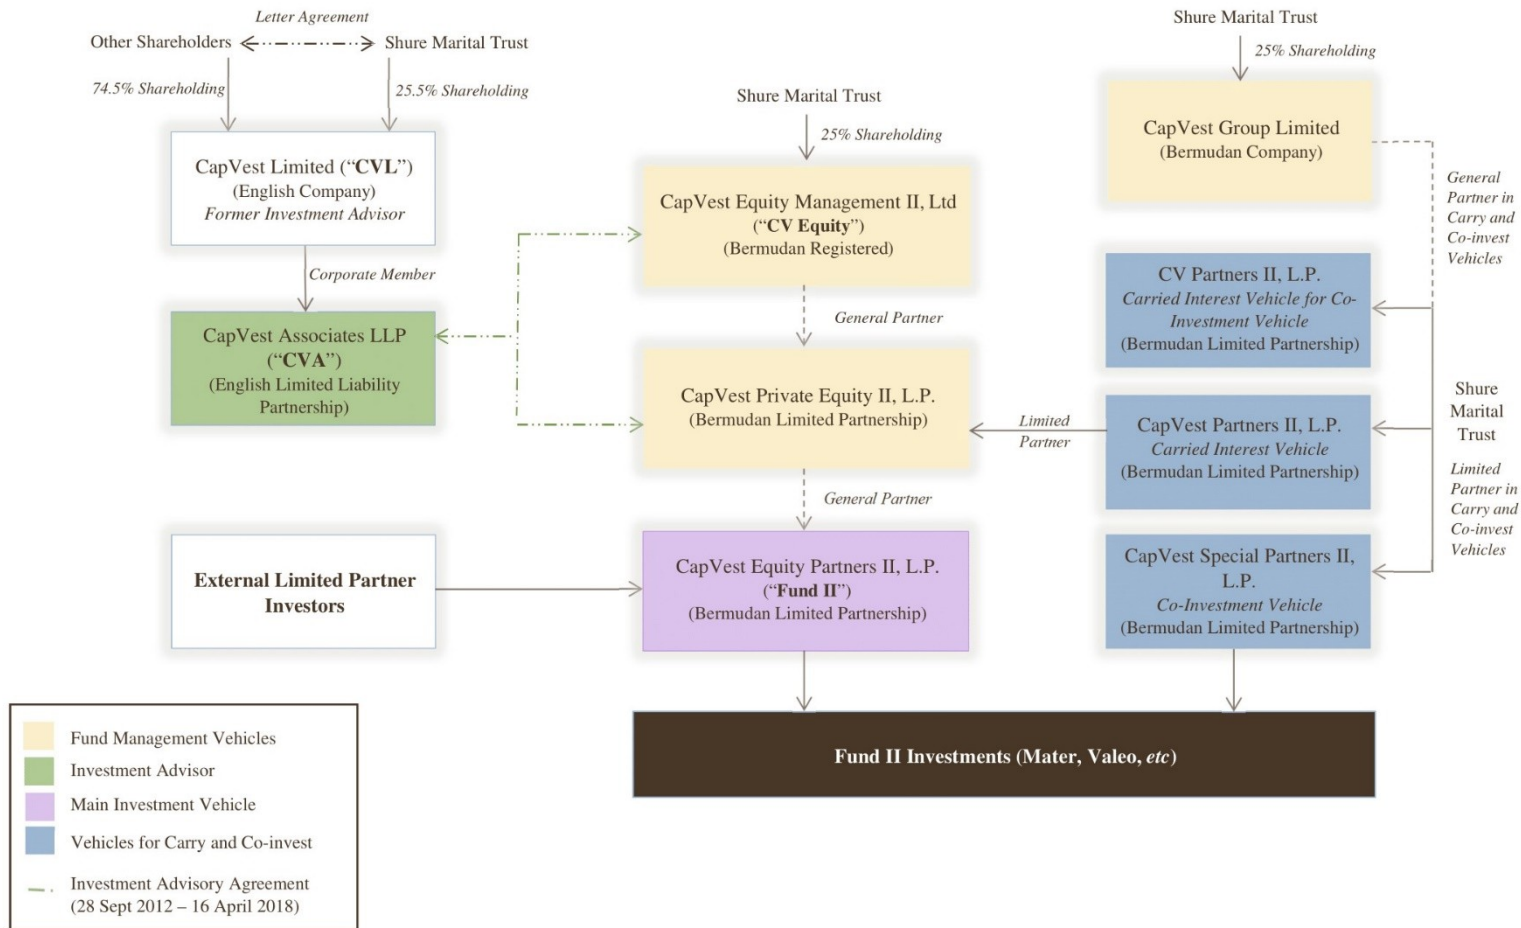 Letter Agreement
Other Shareholders
Shure Marital Trust
74.5% Shareholding
25.5% Shareholding
CapVest Limited (“CVL”)
(English Company)
Former Investment Advisor
Corporate Member
CapVest Associates LLP
(“CVA”)
(English Limited Liability
Partnership)
Shure Marital Trust
25% Shareholding
CapVest Equity Management II, Ltd
(“CV Equity”)
(Bermudan Registered)
General Partner
CapVest Private Equity II, L.P.
(Bermudan Limited Partnership)
General Partner
CapVest Equity Partners II, L.P.
(“Fund II”)
(Bermudan Limited Partnership)
External Limited Partner
Investors
Shure Marital Trust
25% Shareholding
CapVest Group Limited
(Bermudan Company)
General
Partner in
Carry and
Co-invest
Vehicles
CV Partners II, L.P.
Carried Interest Vehicle for Co-
Investment Vehicle
(Bermudan Limited Partnership)
Limited
Partner
CapVest Partners II, L.P.
Carried Interest Vehicle
(Bermudan Limited Partnership)
Shure
Marital
Trust
Limited
Partner in
Carry and
Co-invest
Vehicles
CapVest Special Partners II,
L.P.
Co-Investment Vehicle
(Bermudan Limited Partnership)
Fund II Investments (Mater, Valeo, etc)
Fund Management Vehicles
Investment Advisor
Main Investment Vehicle
Vehicles for Carry and Co-invest
Investment Advisory Agreement
(28 Sept 2012 – 16 April 2018)